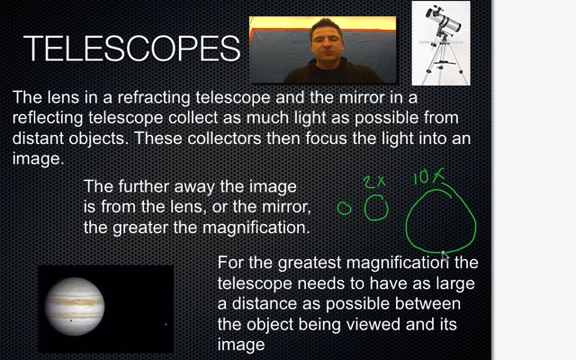 TELESCOPES
The lens in a refracting telescope and the mirror in a
reflecting telescope collect as much light as possible from
distant objects. These collectors then focus the light into an
image.
The further away the image
is from the lens, or the mirror,
the greater the magnification.
2x
10x
For the greatest magnification the
telescope needs to have as large
a distance as possible between
the object being viewed and its
image